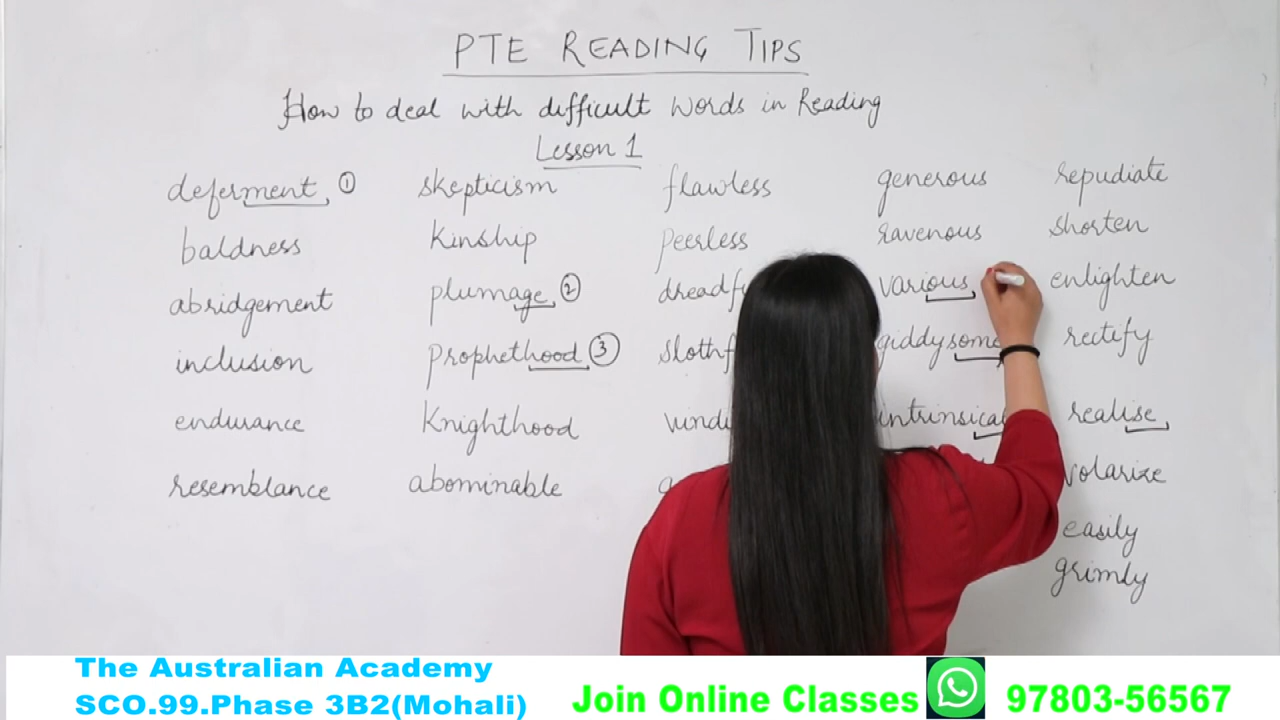 PTE READING TIPS
How to deal with difficult words in Reading
Lesson 1
deferment ① skepticism flawless generous repudiate
baldness kinship peerless ravenous shorten
abridgement plumage ② various enlighten
inclusion Prophethood ③ giddysome rectify
endurance Knighthood realise
resemblance abominable volarize
easily
grimly
The Australian Academy
SCO.99.Phase 3B2(Mohali)
Join Online Classes 97803-56567